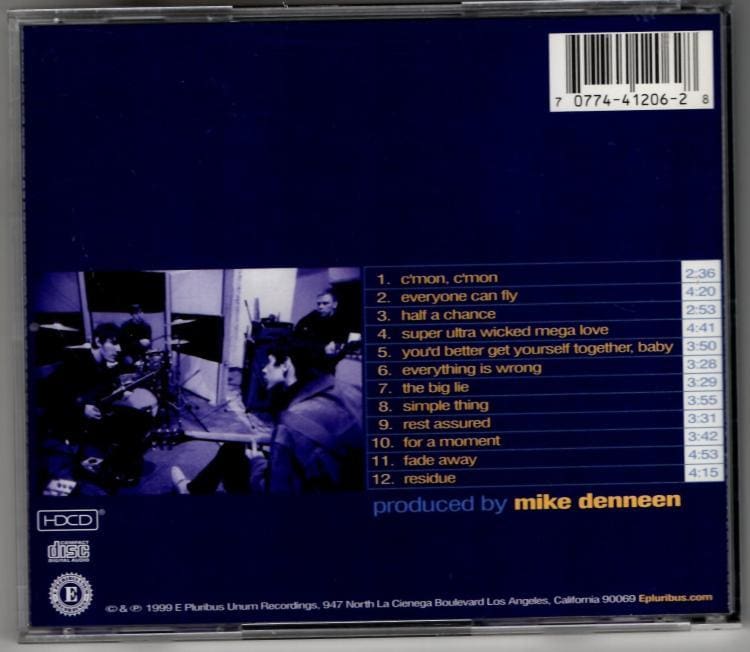 7 0774-41206-2 8
1. c'mon, c'mon 2:36
2. everyone can fly 4:20
3. half a chance 2:53
4. super ultra wicked mega love 4:41
5. you'd better get yourself together, baby 3:50
6. everything is wrong 3:28
7. the big lie 3:29
8. simple thing 3:55
9. rest assured 3:31
10. for a moment 3:42
11. fade away 4:53
12. residue 4:15
produced by mike denneen
HDCD®
COMPACT
disc
DIGITAL AUDIO
E
© & ℗ 1999 E Pluribus Unum Recordings, 947 North La Cienega Boulevard Los Angeles, California 90069 Epluribus.com